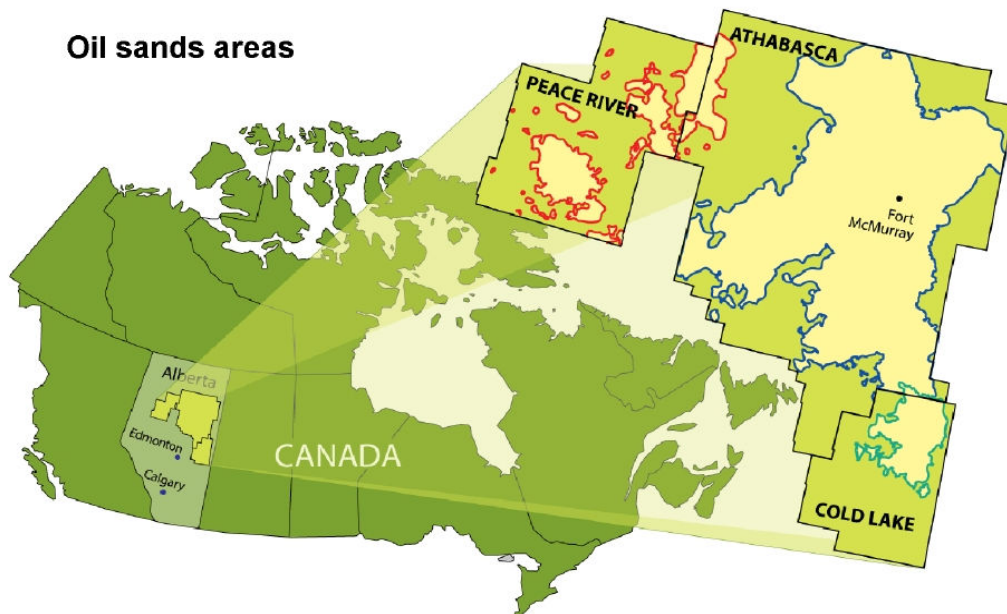 Oil sands areas
ATHABASCA
PEACE RIVER
Fort
McMurray
Alberta
Edmonton
Calgary
CANADA
COLD LAKE